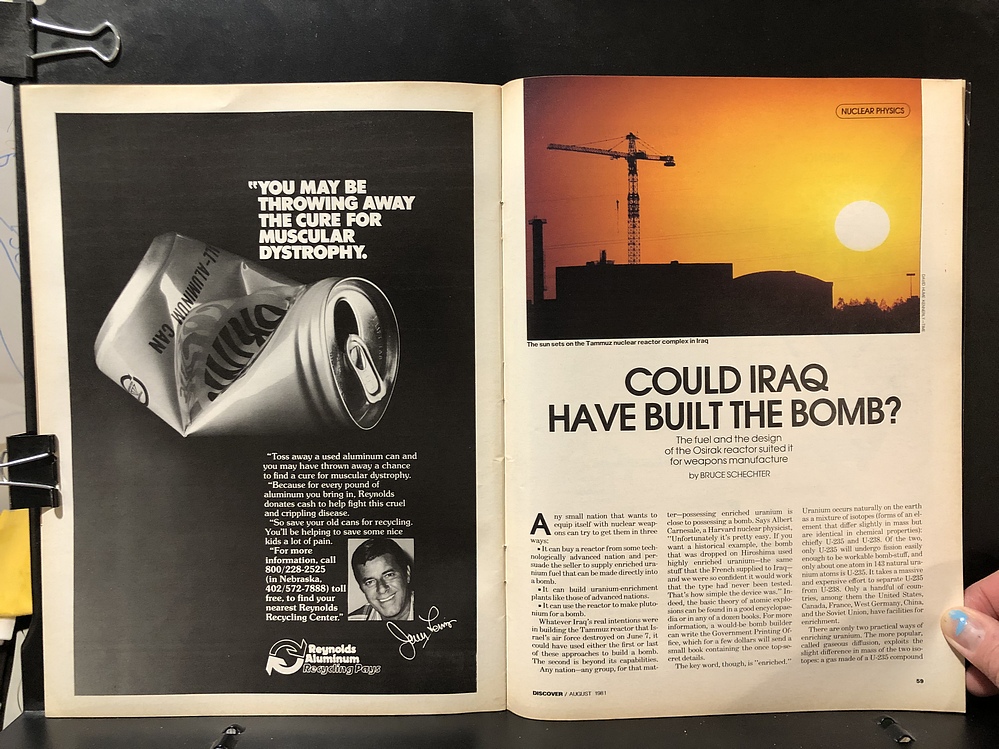 “YOU MAY BE
THROWING AWAY
THE CURE FOR
MUSCULAR
DYSTROPHY.
ALL-ALUMINUM CAN
“Toss away a used aluminum can and
you may have thrown away a chance
to find a cure for muscular dystrophy.
“Because for every pound of
aluminum you bring in, Reynolds
donates cash to help fight this cruel
and crippling disease.
“So save your old cans for recycling.
You'll be helping to save some nice
kids a lot of pain.
“For more
information, call
800/228-2525
(in Nebraska,
402/572-7888) toll
free, to find your
nearest Reynolds
Recycling Center.”
Jerry Lewis
Reynolds
Aluminum
Recycling Pays
NUCLEAR PHYSICS
The sun sets on the Tammuz nuclear reactor complex in Iraq
COULD IRAQ
HAVE BUILT THE BOMB?
The fuel and the design
of the Osirak reactor suited it
for weapons manufacture
by BRUCE SCHECHTER
Any small nation that wants to
equip itself with nuclear weap-
ons can try to get them in three
ways:
• It can buy a reactor from some tech-
nologically advanced nation and per-
suade the seller to supply enriched ura-
nium fuel that can be made directly into
a bomb.
• It can build uranium-enrichment
plants like those of advanced nations.
• It can use the reactor to make pluto-
nium for a bomb.
Whatever Iraq's real intentions were
in building the Tammuz reactor that Is-
rael's air force destroyed on June 7, it
could have used either the first or last
of these approaches to build a bomb.
The second is beyond its capabilities.
Any nation—any group, for that mat-
ter—possessing enriched uranium is
close to possessing a bomb. Says Albert
Carnesale, a Harvard nuclear physicist,
“Unfortunately it's pretty easy. If you
want a historical example, the bomb
that was dropped on Hiroshima used
highly enriched uranium—the same
stuff that the French supplied to Iraq—
and we were so confident it would work
that the type had never been tested.
That's how simple the device was.” In-
deed, the basic theory of atomic explo-
sions can be found in a good encyclopae-
dia or in any of a dozen books. For more
information, a would-be bomb builder
can write the Government Printing Of-
fice, which for a few dollars will send a
small book containing the once top-se-
cret details.
The key word, though, is “enriched.”
Uranium occurs naturally on the earth
as a mixture of isotopes (forms of an el-
ement that differ slightly in mass but
are identical in chemical properties):
chiefly U-235 and U-238. Of the two,
only U-235 will undergo fission easily
enough to be workable bomb-stuff, and
only about one atom in 143 natural ura-
nium atoms is U-235. It takes a massive
and expensive effort to separate U-235
from U-238. Only a handful of coun-
tries, among them the United States,
Canada, France, West Germany, China,
and the Soviet Union, have facilities for
enrichment.
There are only two practical ways of
enriching uranium. The more popular,
called gaseous diffusion, exploits the
slight difference in mass of the two iso-
topes: a gas made of a U-235 compound
DISCOVER / AUGUST 1981
59